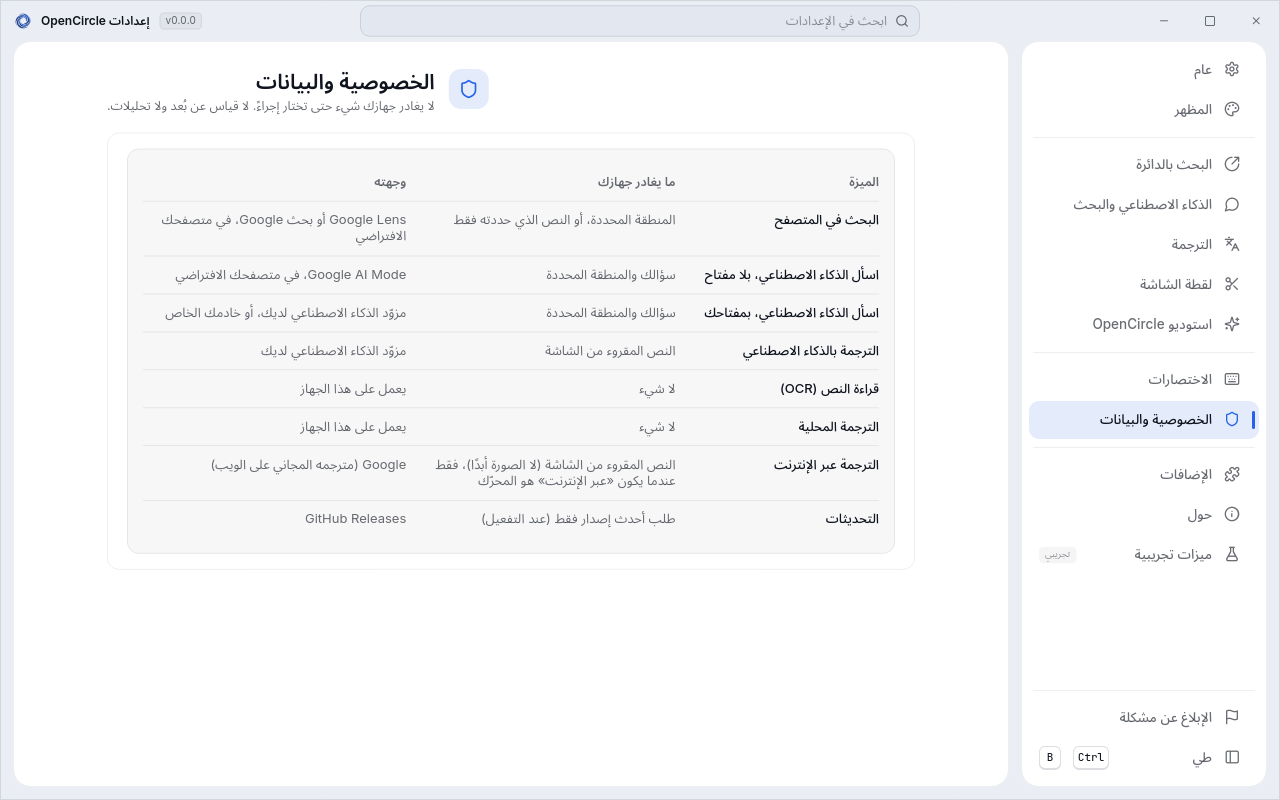 إعدادات OpenCircle
v0.0.0
ابحث في الإعدادات
عام
المظهر
البحث بالدائرة
الذكاء الاصطناعي والبحث
الترجمة
لقطة الشاشة
استوديو OpenCircle
الاختصارات
الخصوصية والبيانات
الإضافات
حول
ميزات تجريبية
تجريبي
الإبلاغ عن مشكلة
طي
Ctrl
B
الخصوصية والبيانات
لا يغادر جهازك شيء حتى تختار إجراءً. لا قياس عن بُعد ولا تحليلات.
الميزة ما يغادر جهازك وجهته
البحث في المتصفح المنطقة المحددة، أو النص الذي حددته فقط Google Lens أو بحث Google، في متصفحك
الافتراضي
اسأل الذكاء الاصطناعي، بلا مفتاح سؤالك والمنطقة المحددة Google AI Mode، في متصفحك الافتراضي
اسأل الذكاء الاصطناعي، بمفتاحك سؤالك والمنطقة المحددة مزوّد الذكاء الاصطناعي لديك، أو خادمك الخاص
الترجمة بالذكاء الاصطناعي النص المقروء من الشاشة مزوّد الذكاء الاصطناعي لديك
قراءة النص (OCR) لا شيء يعمل على هذا الجهاز
الترجمة المحلية لا شيء يعمل على هذا الجهاز
الترجمة عبر الإنترنت النص المقروء من الشاشة (لا الصورة أبدًا)، فقط Google (مترجمه المجاني على الويب)
عندما يكون «عبر الإنترنت» هو المحرّك
التحديثات طلب أحدث إصدار فقط (عند التفعيل) GitHub Releases